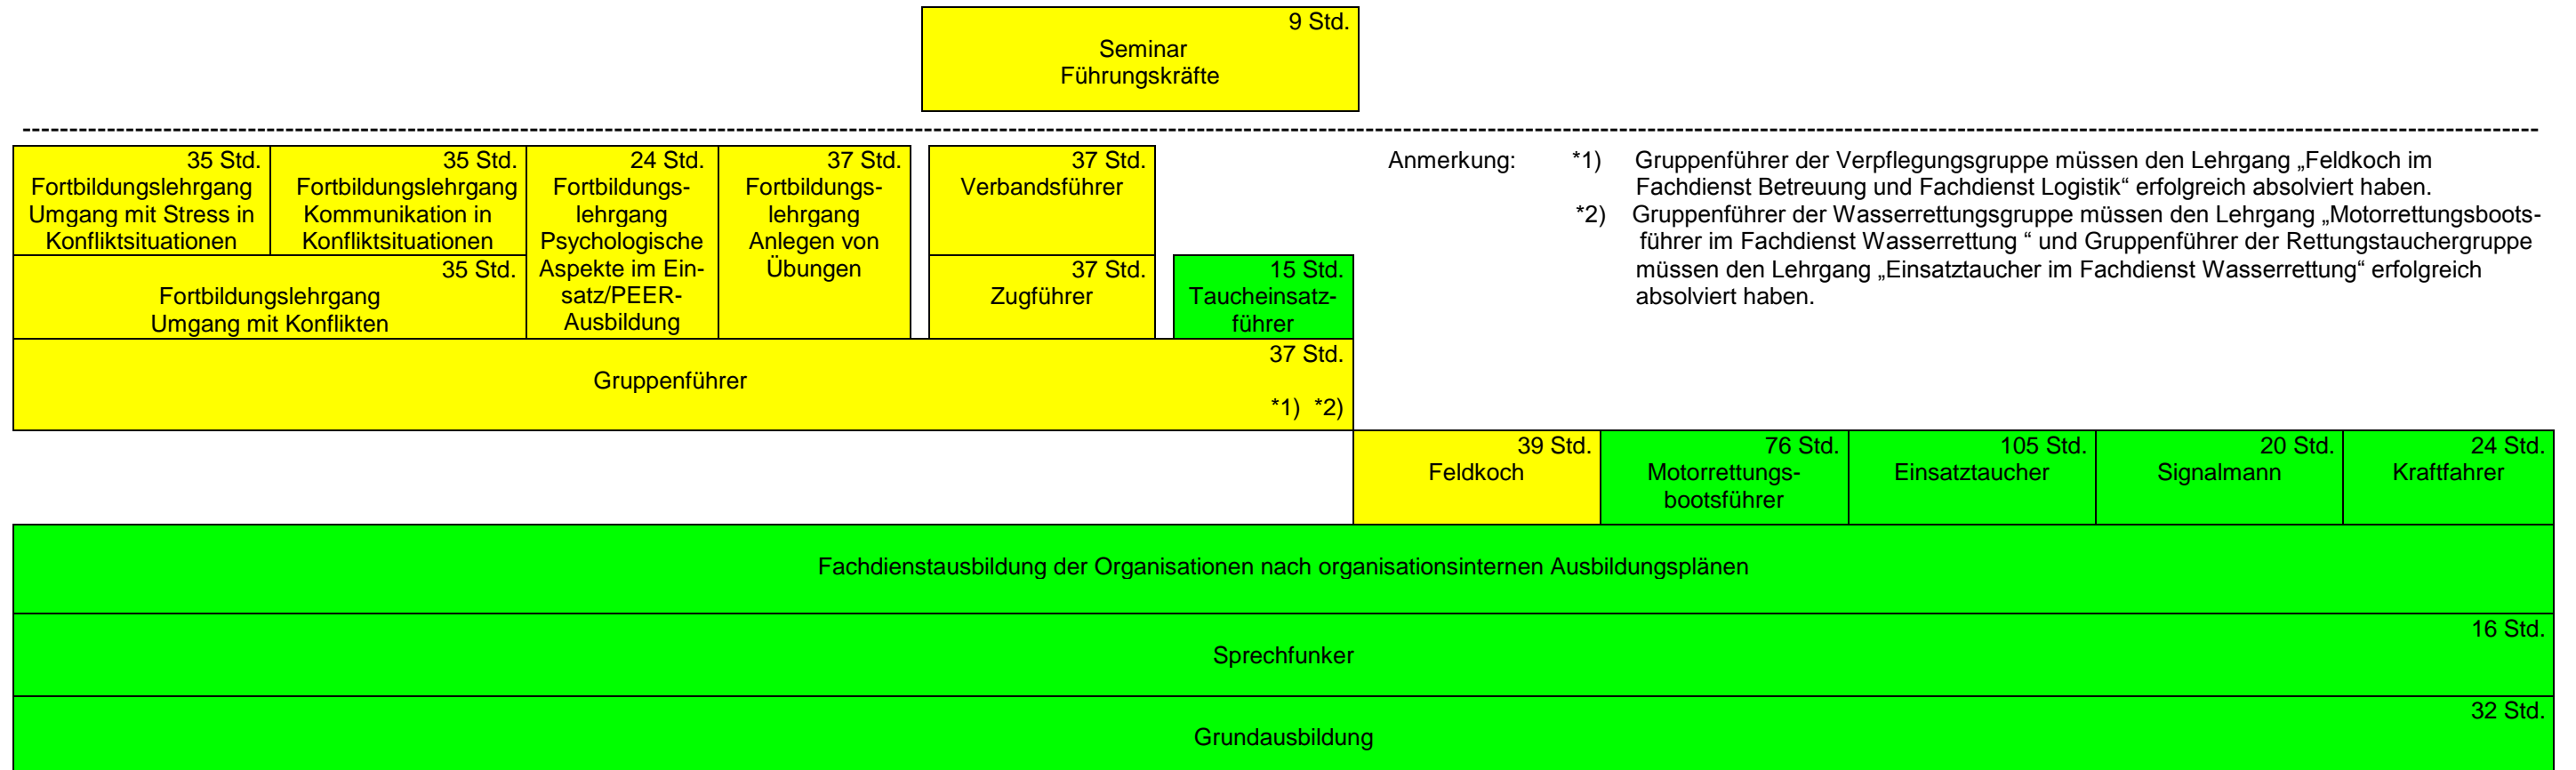 9 Std.
Seminar
Führungskräfte
--------------------------------------------------------------------------------
35 Std.
Fortbildungslehrgang
Umgang mit Stress in
Konfliktsituationen
35 Std.
Fortbildungslehrgang
Kommunikation in
Konfliktsituationen
35 Std.
Fortbildungslehrgang
Umgang mit Konflikten
24 Std.
Fortbildungs-
lehrgang
Psychologische
Aspekte im Ein-
satz/PEER-
Ausbildung
37 Std.
Fortbildungs-
lehrgang
Anlegen von
Übungen
37 Std.
Verbandsführer
37 Std.
Zugführer
15 Std.
Taucheinsatz-
führer
Anmerkung: *1) Gruppenführer der Verpflegungsgruppe müssen den Lehrgang „Feldkoch im
Fachdienst Betreuung und Fachdienst Logistik“ erfolgreich absolviert haben.
*2) Gruppenführer der Wasserrettungsgruppe müssen den Lehrgang „Motorrettungsboots-
führer im Fachdienst Wasserrettung “ und Gruppenführer der Rettungstauchergruppe
müssen den Lehrgang „Einsatztaucher im Fachdienst Wasserrettung“ erfolgreich
absolviert haben.
37 Std.
Gruppenführer
*1) *2)
39 Std.
Feldkoch
76 Std.
Motorrettungs-
bootsführer
105 Std.
Einsatztaucher
20 Std.
Signalmann
24 Std.
Kraftfahrer
Fachdienstausbildung der Organisationen nach organisationsinternen Ausbildungsplänen
16 Std.
Sprechfunker
32 Std.
Grundausbildung